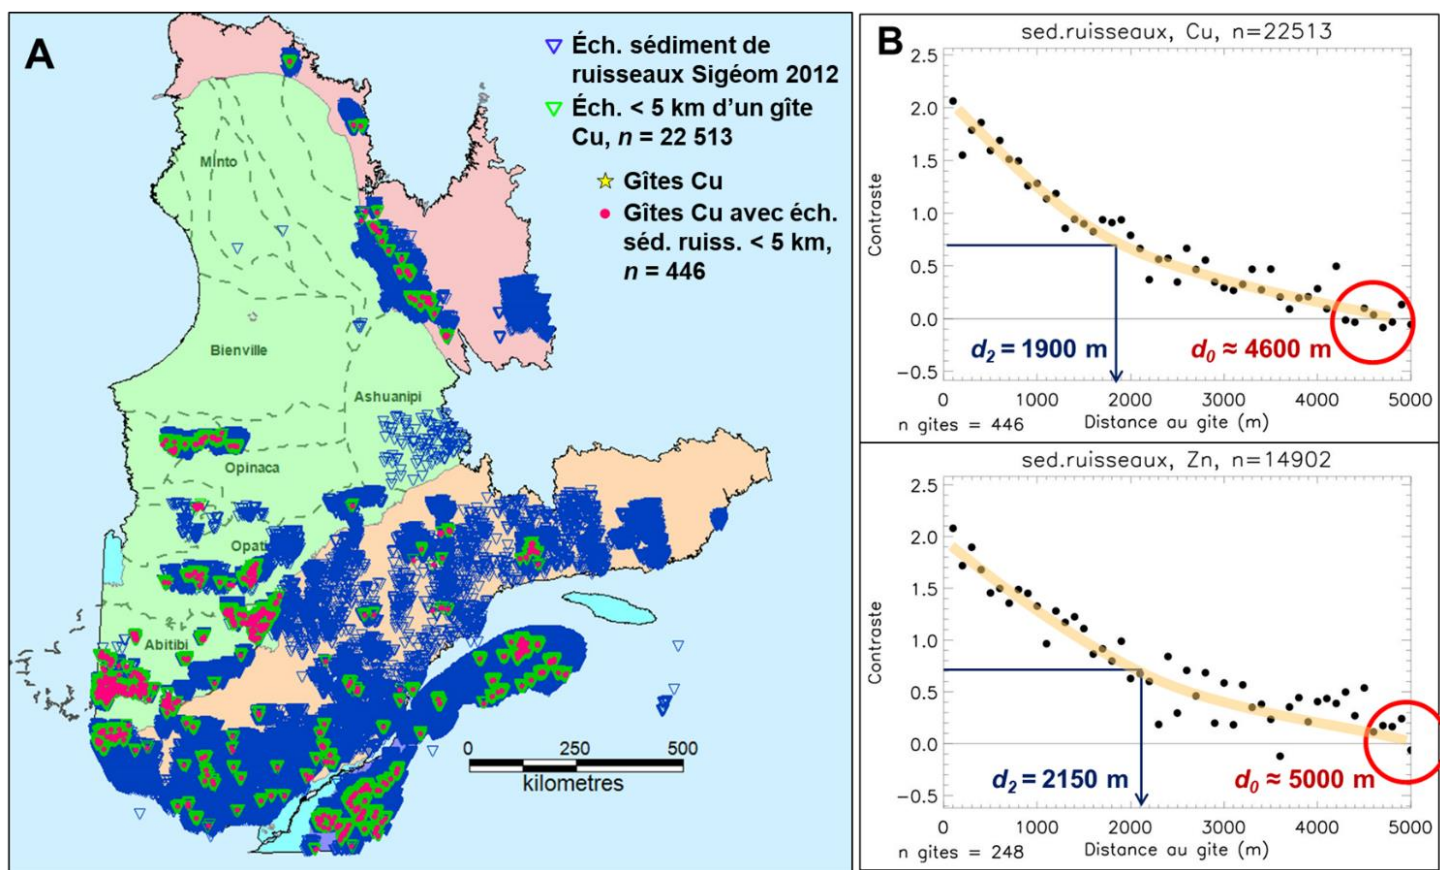 A
Éch. sédiment de
ruisseaux Sigéom 2012
Éch. < 5 km d’un gîte
Cu, n = 22 513
Gîtes Cu
Gîtes Cu avec éch.
séd. ruiss. < 5 km,
n = 446
Minto
Bienville
Ashuanipi
Opinaca
Opati
Abitibi
0 250 500
kilometres
B
sed.ruisseaux, Cu, n=22513
Contraste
2.5
2.0
1.5
1.0
0.5
0.0
−0.5
d2 = 1900 m
d0 ≈ 4600 m
0 1000 2000 3000 4000 5000
Distance au gîte (m)
n gites = 446
sed.ruisseaux, Zn, n=14902
Contraste
2.5
2.0
1.5
1.0
0.5
0.0
−0.5
d2 = 2150 m
d0 ≈ 5000 m
0 1000 2000 3000 4000 5000
Distance au gîte (m)
n gites = 248